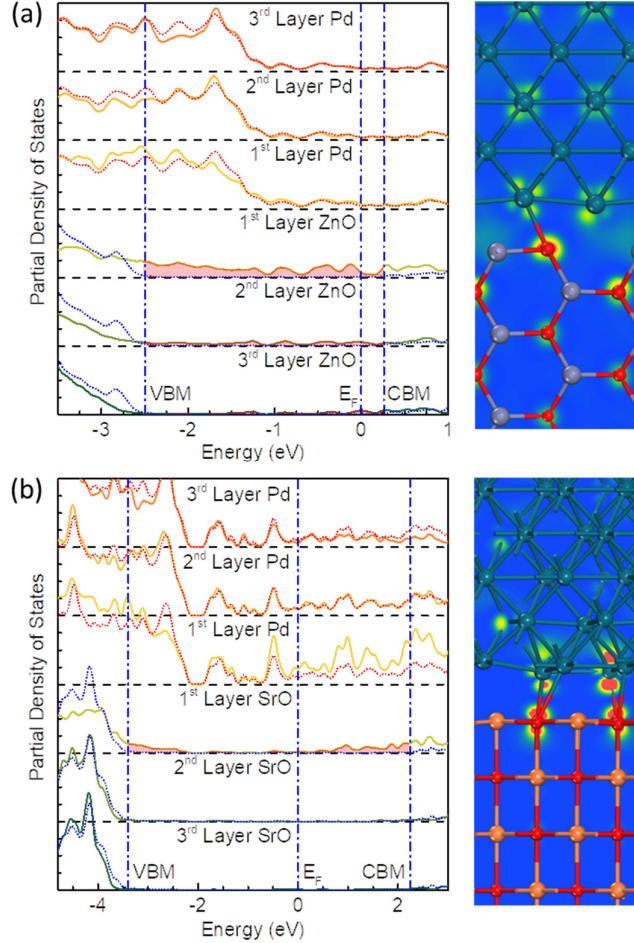 (a)
3rd Layer Pd
2nd Layer Pd
1st Layer Pd
1st Layer ZnO
2nd Layer ZnO
3rd Layer ZnO
VBM
EF
CBM
Partial Density of States
-3
-2
-1
0
1
Energy (eV)
(b)
3rd Layer Pd
2nd Layer Pd
1st Layer Pd
1st Layer SrO
2nd Layer SrO
3rd Layer SrO
VBM
EF
CBM
Partial Density of States
-4
-2
0
2
Energy (eV)